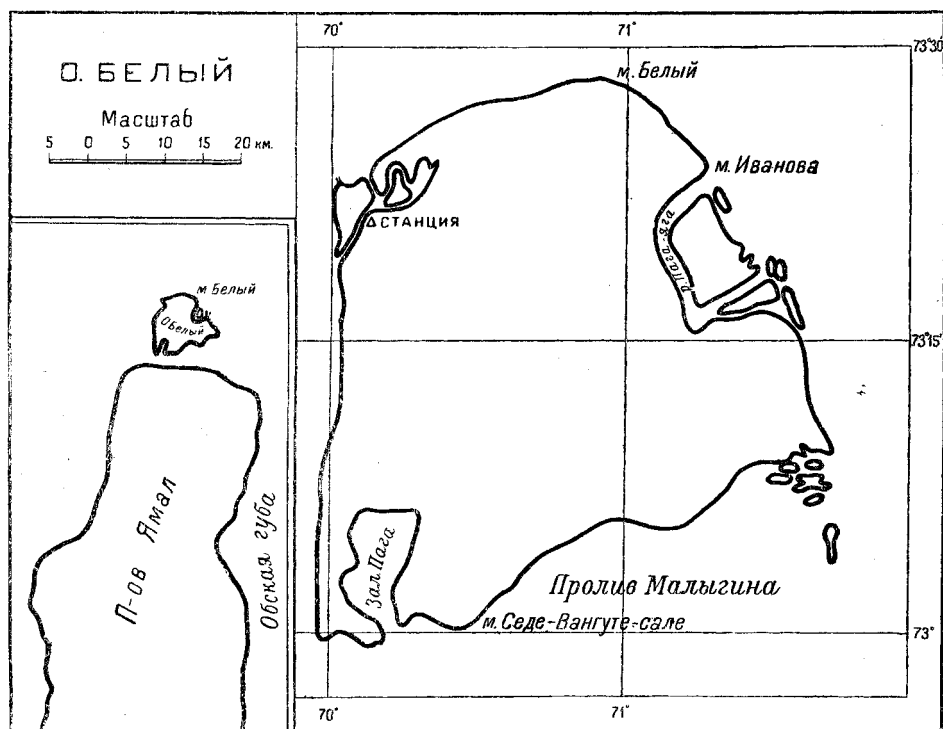 О. БЕЛЫЙ
Масштаб
5 0 5 10 15 20 км.
м. Белый
О Белый
П-ов Ямал
Обская губа
70° 71°
73°30'
м. Белый
м. Иванова
СТАНЦИЯ
р. Пага-яга
73°15'
Зал. Пага
Пролив Малыгина
м. Седе-Вангуте-сале
73°
70° 71°